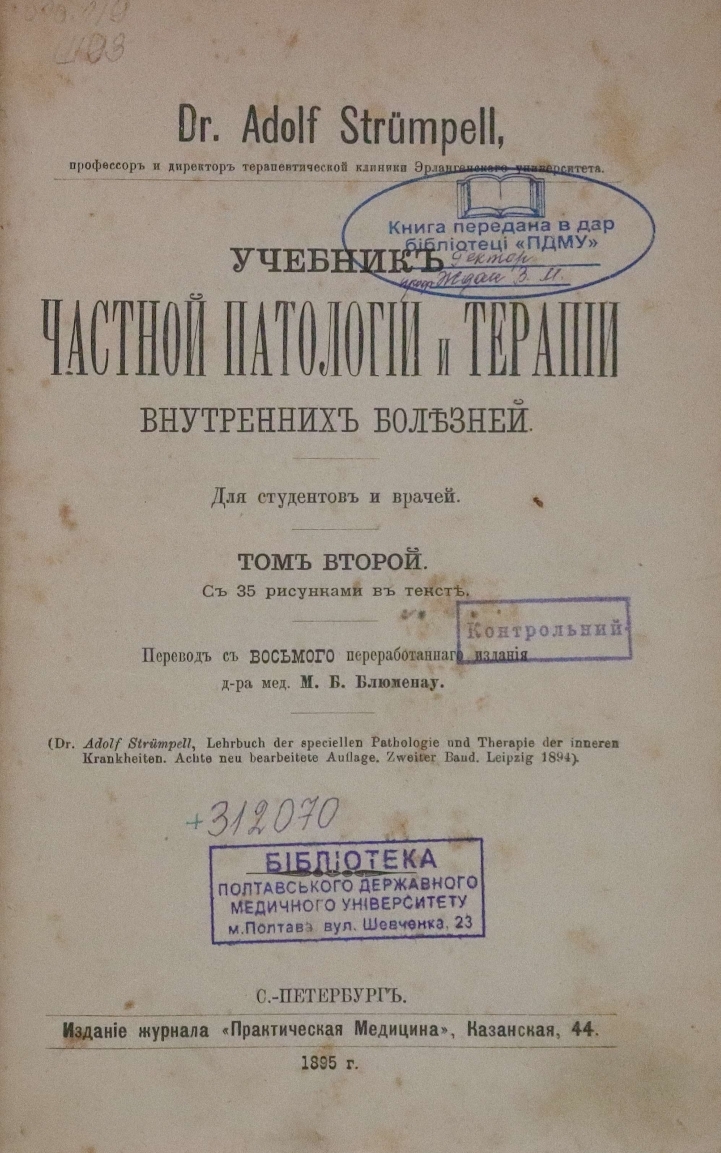 Dr. Adolf Strümpell,
профессоръ и директоръ терапевтической клиники Эрлангенскаго университета.
Книга передана в дар
бібліотеці «ПДМУ»
Ректор
проф. Ждан В. М.
УЧЕБНИКЪ
ЧАСТНОЙ ПАТОЛОГІИ и ТЕРАПІИ
ВНУТРЕННИХЪ БОЛѢЗНЕЙ.
Для студентовъ и врачей.
ТОМЪ ВТОРОЙ.
Съ 35 рисунками въ текстѣ.
Контрольний
Переводъ съ ВОСЬМОГО переработаннаго изданія
д-ра мед. М. Б. Блюменау.
(Dr. Adolf Strümpell, Lehrbuch der speciellen Pathologie und Therapie der inneren
Krankheiten. Achte neu bearbeitete Auflage. Zweiter Band. Leipzig 1894).
+312070
БІБЛІОТЕКА
ПОЛТАВСЬКОГО ДЕРЖАВНОГО
МЕДИЧНОГО УНІВЕРСИТЕТУ
м.Полтава вул. Шевченка, 23
С.-ПЕТЕРБУРГЪ.
Изданіе журнала «Практическая Медицина», Казанская, 44.
1895 г.